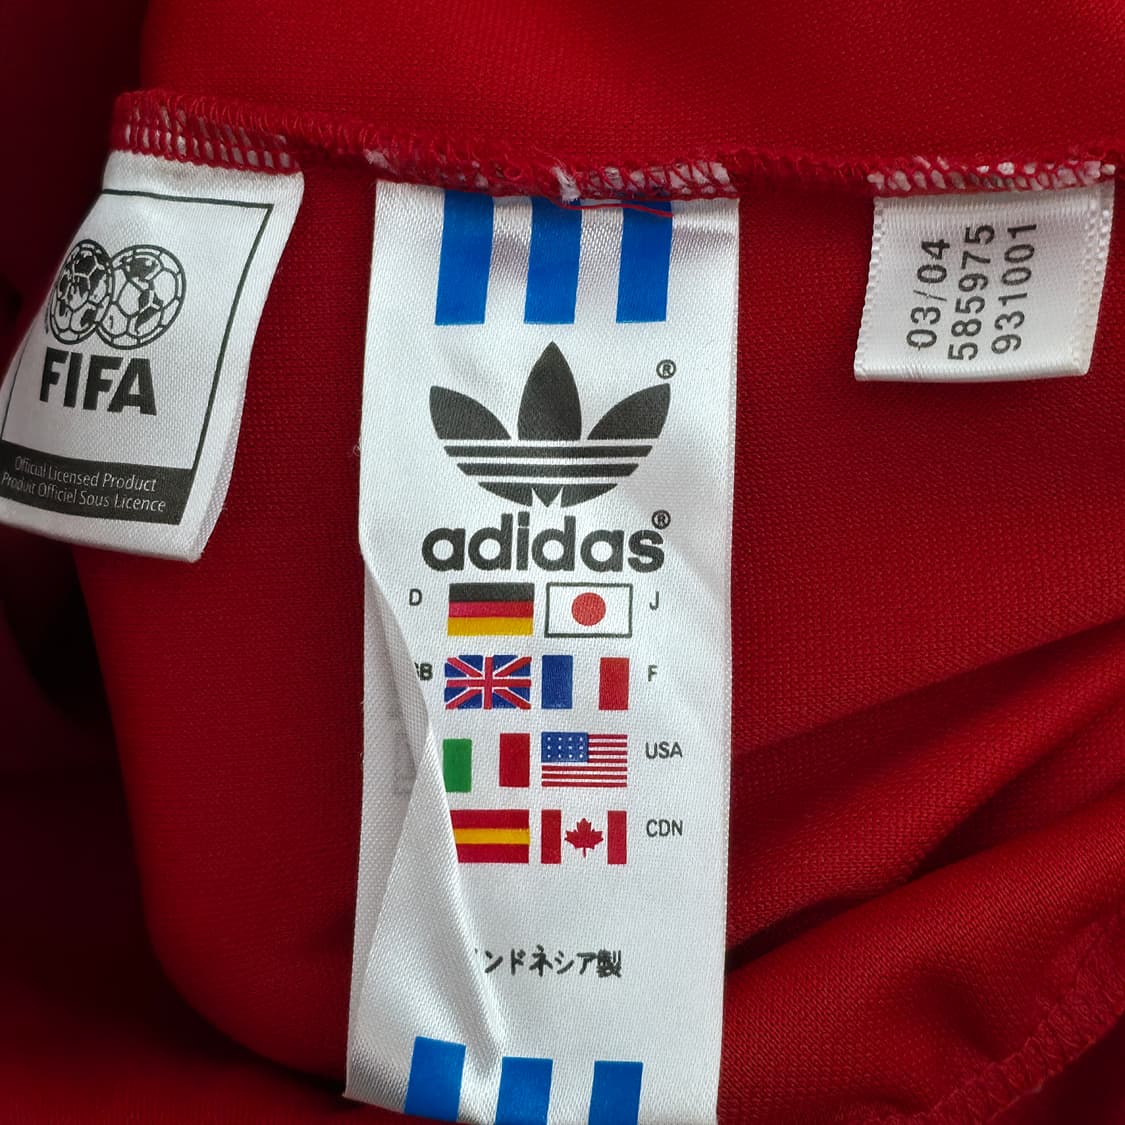 FIFA
Official Licensed Product
Produit Officiel Sous Licence
®
adidas®
D J
GB F
USA
CDN
ンドネシア製
03/04
585975
931001